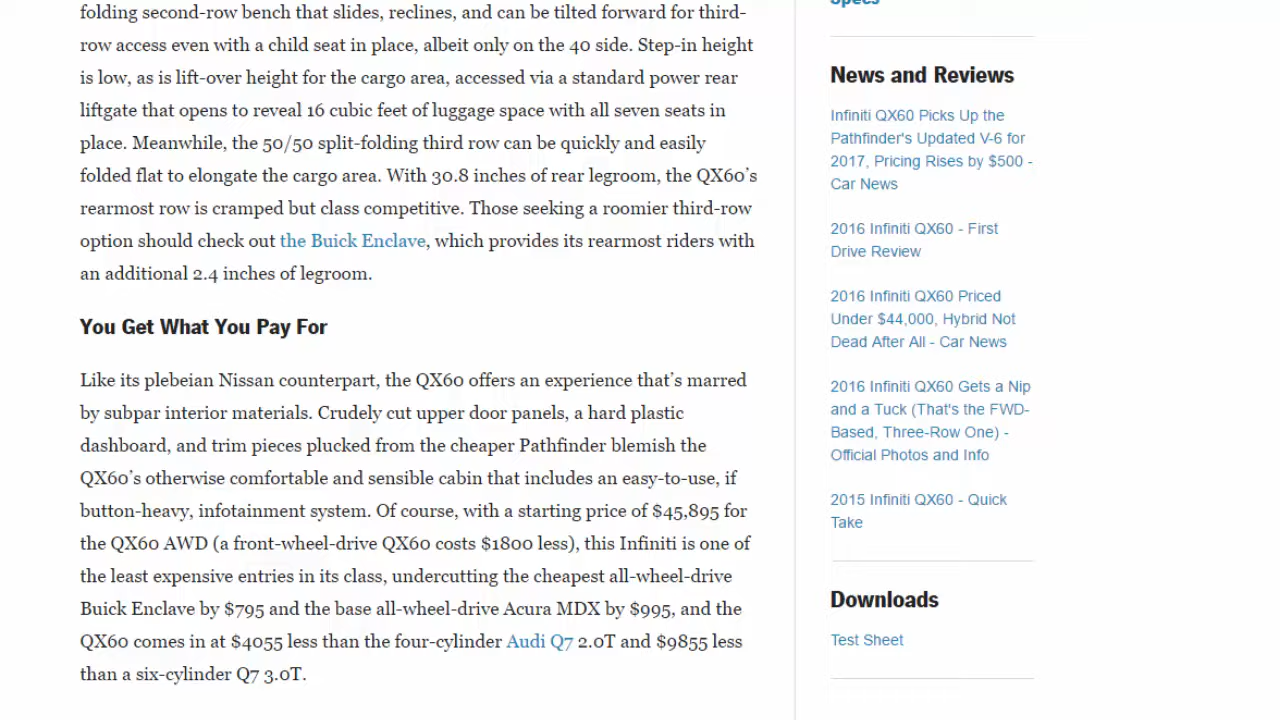 folding second-row bench that slides, reclines, and can be tilted forward for third-
row access even with a child seat in place, albeit only on the 40 side. Step-in height
is low, as is lift-over height for the cargo area, accessed via a standard power rear
liftgate that opens to reveal 16 cubic feet of luggage space with all seven seats in
place. Meanwhile, the 50/50 split-folding third row can be quickly and easily
folded flat to elongate the cargo area. With 30.8 inches of rear legroom, the QX60’s
rearmost row is cramped but class competitive. Those seeking a roomier third-row
option should check out the Buick Enclave, which provides its rearmost riders with
an additional 2.4 inches of legroom.
You Get What You Pay For
Like its plebeian Nissan counterpart, the QX60 offers an experience that’s marred
by subpar interior materials. Crudely cut upper door panels, a hard plastic
dashboard, and trim pieces plucked from the cheaper Pathfinder blemish the
QX60’s otherwise comfortable and sensible cabin that includes an easy-to-use, if
button-heavy, infotainment system. Of course, with a starting price of $45,895 for
the QX60 AWD (a front-wheel-drive QX60 costs $1800 less), this Infiniti is one of
the least expensive entries in its class, undercutting the cheapest all-wheel-drive
Buick Enclave by $795 and the base all-wheel-drive Acura MDX by $995, and the
QX60 comes in at $4055 less than the four-cylinder Audi Q7 2.0T and $9855 less
than a six-cylinder Q7 3.0T.
Specs
News and Reviews
Infiniti QX60 Picks Up the
Pathfinder's Updated V-6 for
2017, Pricing Rises by $500 -
Car News
2016 Infiniti QX60 - First
Drive Review
2016 Infiniti QX60 Priced
Under $44,000, Hybrid Not
Dead After All - Car News
2016 Infiniti QX60 Gets a Nip
and a Tuck (That's the FWD-
Based, Three-Row One) -
Official Photos and Info
2015 Infiniti QX60 - Quick
Take
Downloads
Test Sheet